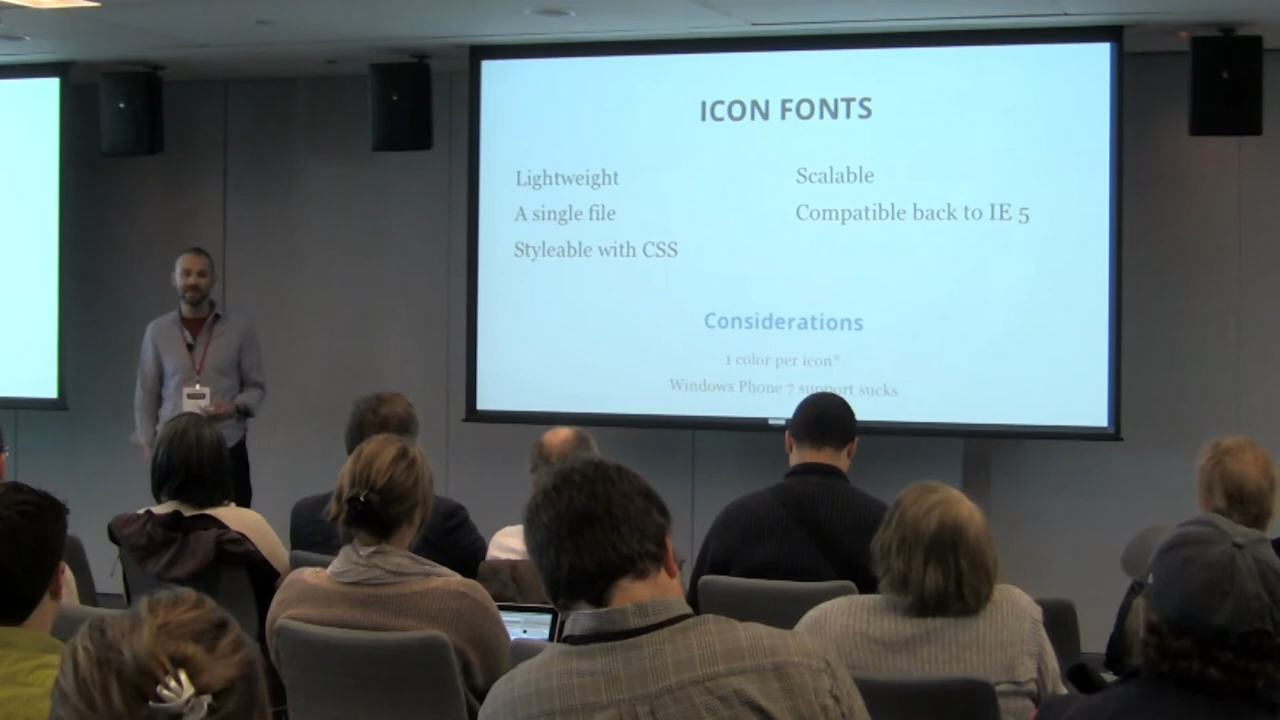 ICON FONTS
Lightweight
A single file
Styleable with CSS
Scalable
Compatible back to IE 5
Considerations
1 color per icon*
Windows Phone 7 support sucks